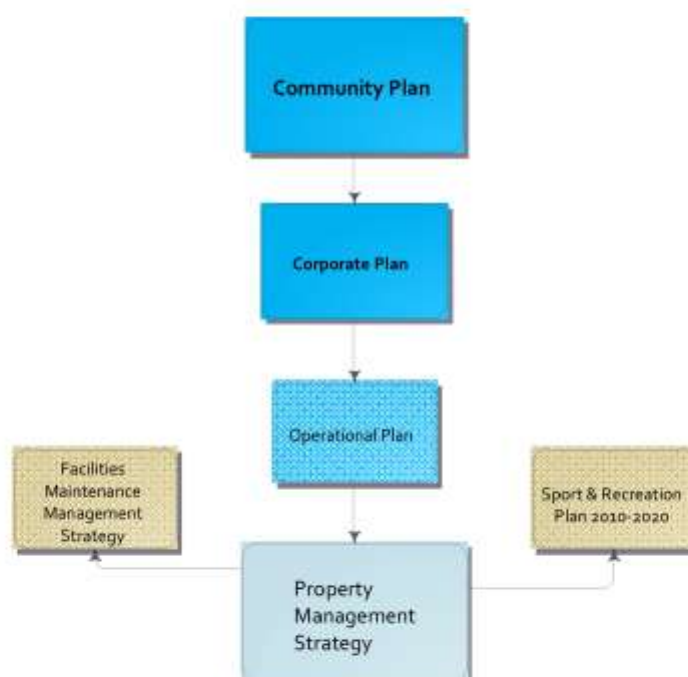 Community Plan
Corporate Plan
Operational Plan
Facilities
Maintenance
Management
Strategy
Sport & Recreation
Plan 2010-2020
Property
Management
Strategy